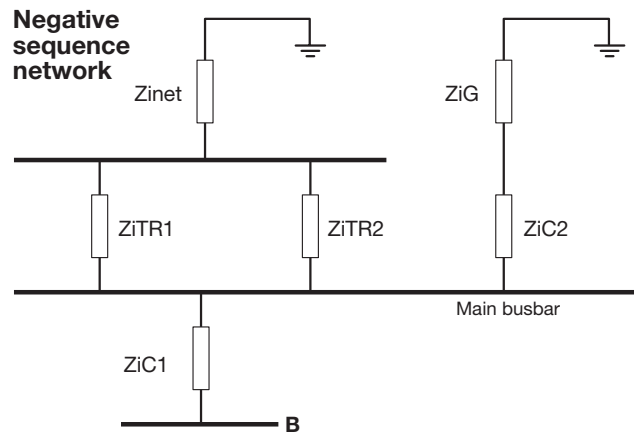 Negative
sequence
network
Zinet
ZiG
ZiTR1
ZiTR2
ZiC2
Main busbar
ZiC1
B